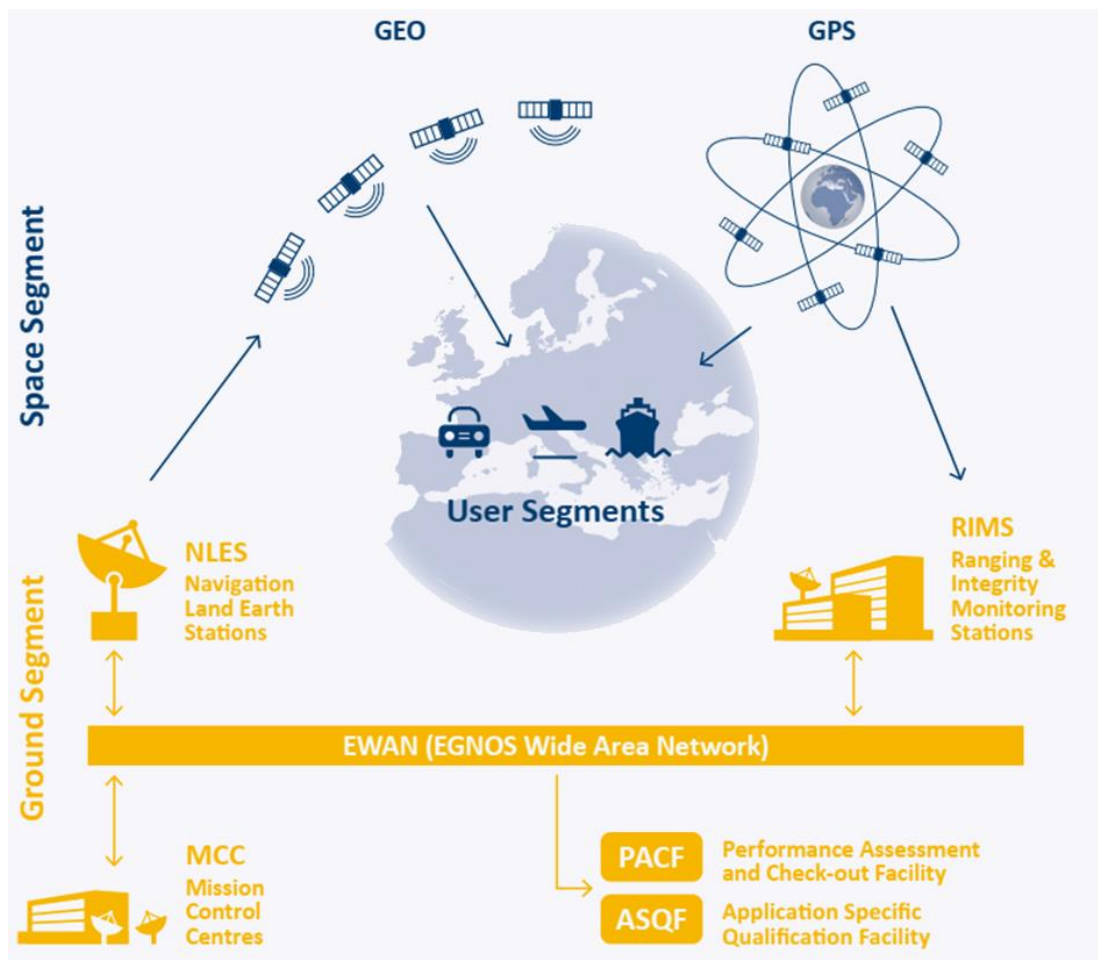 GEO
GPS
Space Segment
User Segments
NLES
Navigation
Land Earth
Stations
RIMS
Ranging &
Integrity
Monitoring
Stations
Ground Segment
EWAN (EGNOS Wide Area Network)
MCC
Mission
Control
Centres
PACF
Performance Assessment
and Check-out Facility
ASQF
Application Specific
Qualification Facility